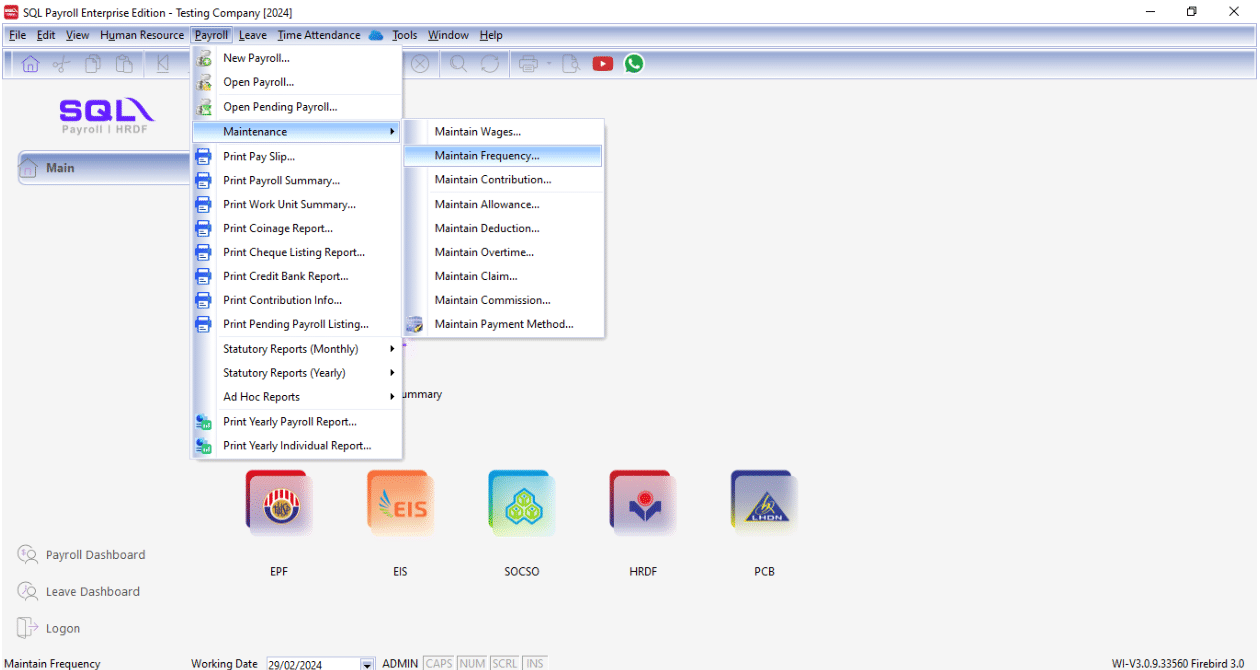 SQL Payroll Enterprise Edition - Testing Company [2024]
File Edit View Human Resource Payroll Leave Time Attendance Tools Window Help
SQL
Payroll | HRDF
Main
New Payroll...
Open Payroll...
Open Pending Payroll...
Maintenance
Print Pay Slip...
Print Payroll Summary...
Print Work Unit Summary...
Print Coinage Report...
Print Cheque Listing Report...
Print Credit Bank Report...
Print Contribution Info...
Print Pending Payroll Listing...
Statutory Reports (Monthly)
Statutory Reports (Yearly)
Ad Hoc Reports
Print Yearly Payroll Report...
Print Yearly Individual Report...
Maintain Wages...
Maintain Frequency...
Maintain Contribution...
Maintain Allowance...
Maintain Deduction...
Maintain Overtime...
Maintain Claim...
Maintain Commission...
Maintain Payment Method...
ummary
EIS
LHDN
EPF EIS SOCSO HRDF PCB
Payroll Dashboard
Leave Dashboard
Logon
Maintain Frequency Working Date 29/02/2024 ADMIN CAPS NUM SCRL INS WI-V3.0.9.33560 Firebird 3.0